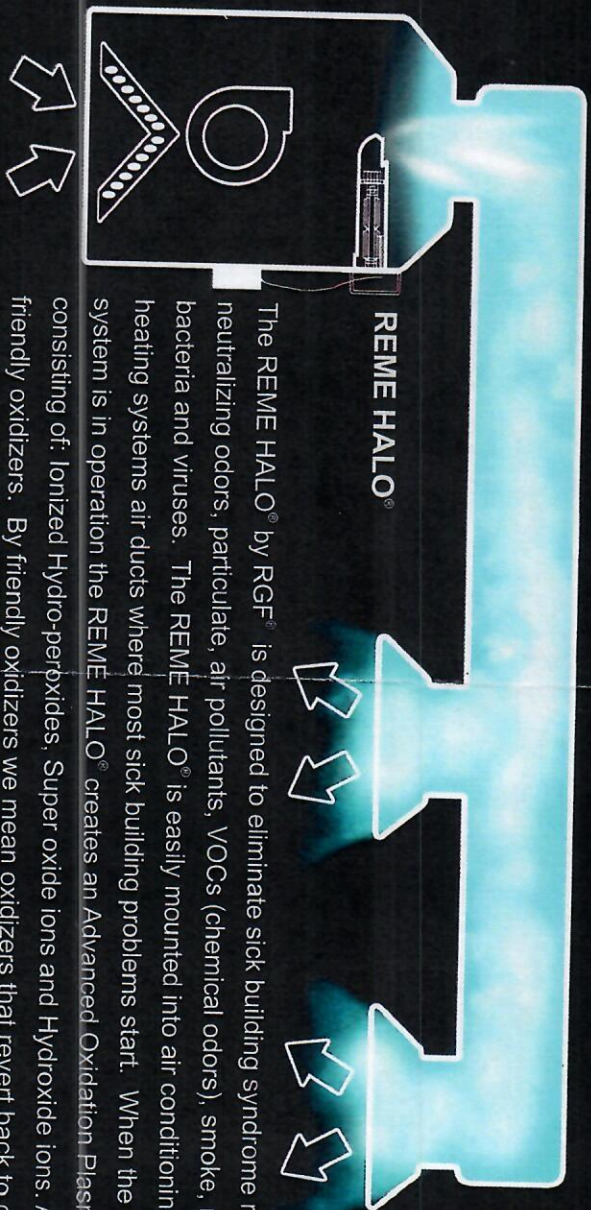 REME HALO®
The REME HALO® by RGF® is designed to eliminate sick building syndrome
neutralizing odors, particulate, air pollutants, VOCs (chemical odors), smoke,
bacteria and viruses. The REME HALO® is easily mounted into air
heating systems air ducts where most sick building problems start. When the
system is in operation the REME HALO® creates an Advanced Oxidation
consisting of: Ionized Hydro-peroxides, Super oxide ions and Hydroxide ions.
friendly oxidizers. By friendly oxidizers we mean oxidizers that revert back to